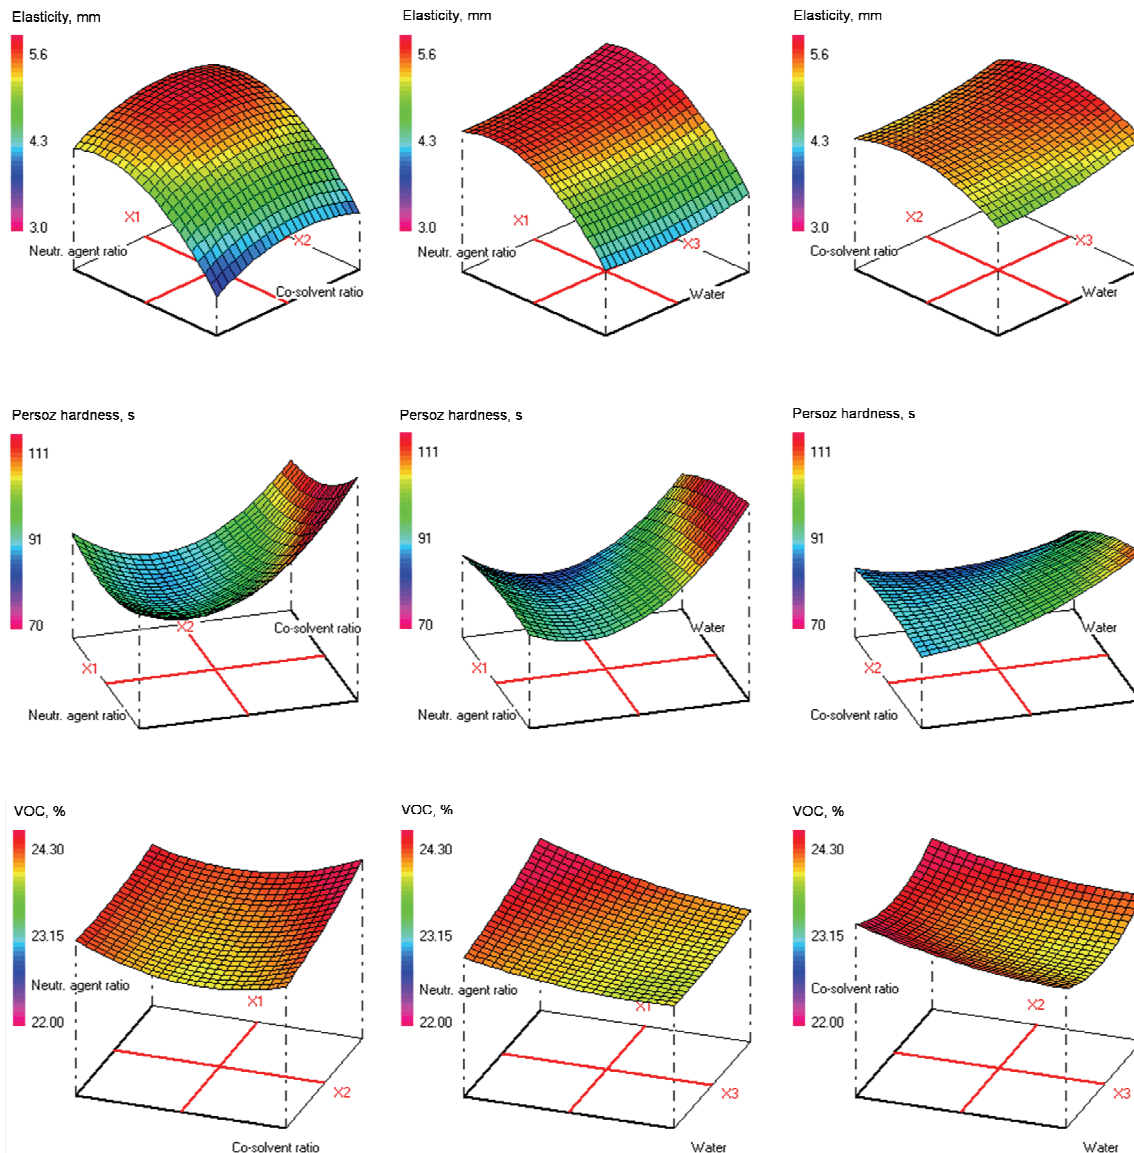 Elasticity, mm
5.6
4.3
3.0
X1
X2
Neutr. agent ratio
Co-solvent ratio
Elasticity, mm
5.6
4.3
3.0
X1
X3
Neutr. agent ratio
Water
Elasticity, mm
5.6
4.3
3.0
X2
X3
Co-solvent ratio
Water
Persoz hardness, s
111
91
70
X2
Co-solvent ratio
X1
Neutr. agent ratio
Persoz hardness, s
111
91
70
Water
X1
Neutr. agent ratio
Persoz hardness, s
111
91
70
Water
X2
Co-solvent ratio
VOC, %
24.30
23.15
22.00
Neutr. agent ratio
X1
X2
Co-solvent ratio
VOC, %
24.30
23.15
22.00
Neutr. agent ratio
X1
X3
Water
VOC, %
24.30
23.15
22.00
Co-solvent ratio
X2
X3
Water